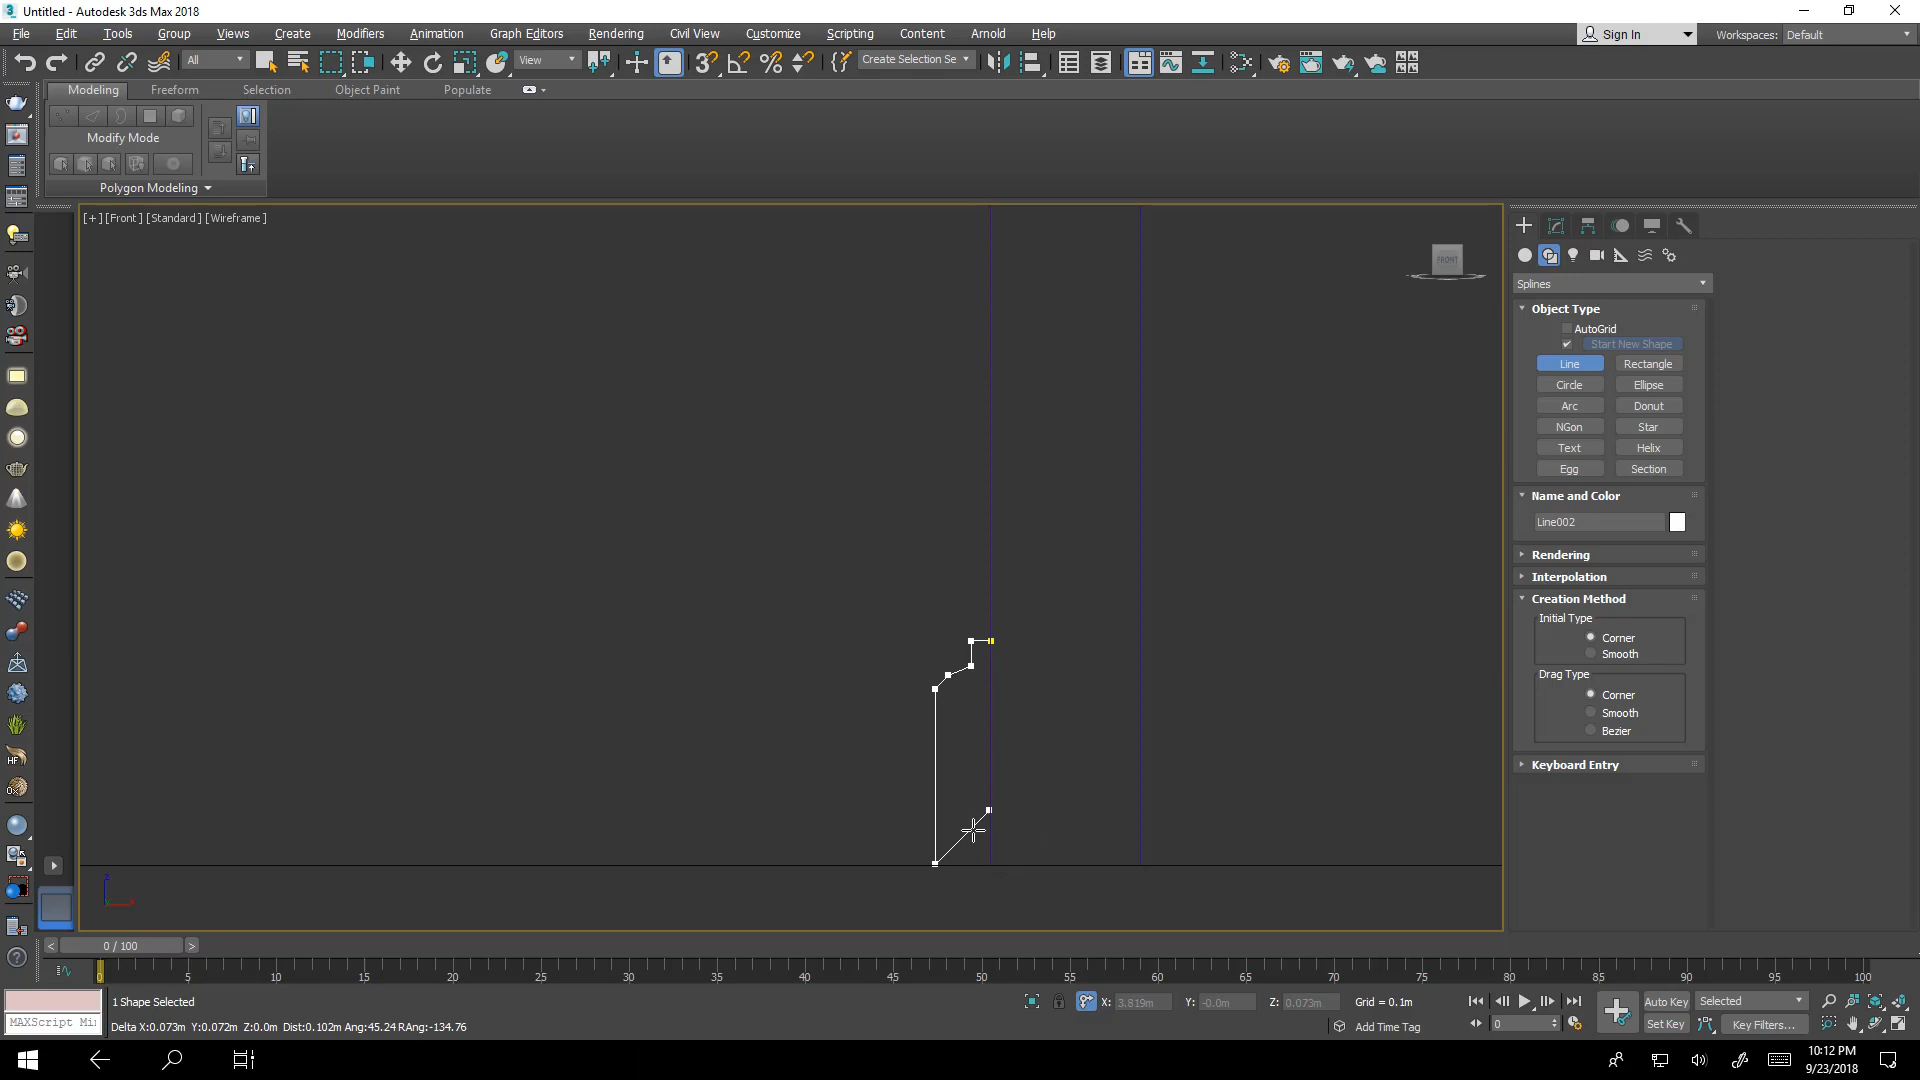 Untitled - Autodesk 3ds Max 2018
File Edit Tools Group Views Create Modifiers Animation Graph Editors Rendering Civil View Customize Scripting Content Arnold Help
Sign In
Workspaces: Default
All
View
Create Selection Se
Modeling Freeform Selection Object Paint Populate
Modify Mode
Polygon Modeling
[+] [Front] [Standard] [Wireframe]
FRONT
Splines
Object Type
AutoGrid
Start New Shape
Line Rectangle
Circle Ellipse
Arc Donut
NGon Star
Text Helix
Egg Section
Name and Color
Line002
Rendering
Interpolation
Creation Method
Initial Type
Corner
Smooth
Drag Type
Corner
Smooth
Bezier
Keyboard Entry
HF
z
x
< 0 / 100 >
0 5 10 15 20 25 30 35 40 45 50 55 60 65 70 75 80 85 90 95 100
1 Shape Selected
X: 3.819m Y: -0.0m Z: 0.073m Grid = 0.1m
Auto Key Selected
MAXScript Mi
Delta X:0.073m Y:0.072m Z:0.0m Dist:0.102m Ang:45.24 RAng:-134.76
Add Time Tag
0
Set Key Key Filters...
10:12 PM
9/23/2018